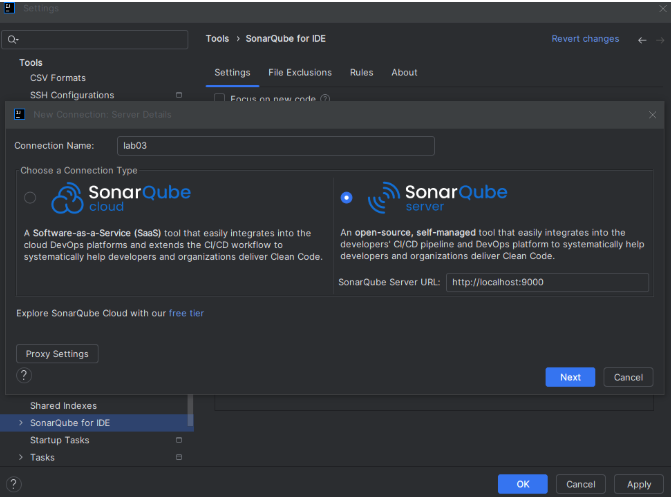 Settings
Tools › SonarQube for IDE
Revert changes
Tools
CSV Formats
SSH Configurations
Settings
File Exclusions
Rules
About
Focus on new code
New Connection: Server Details
Connection Name:
lab03
Choose a Connection Type
SonarQube
cloud
A Software-as-a-Service (SaaS) tool that easily integrates into the
cloud DevOps platforms and extends the CI/CD workflow to
systematically help developers and organizations deliver Clean Code.
SonarQube
server
An open-source, self-managed tool that easily integrates into the
developers' CI/CD pipeline and DevOps platform to systematically help
developers and organizations deliver Clean Code.
SonarQube Server URL:
http://localhost:9000
Explore SonarQube Cloud with our free tier
Proxy Settings
?
Next
Cancel
Shared Indexes
SonarQube for IDE
Startup Tasks
Tasks
?
OK
Cancel
Apply